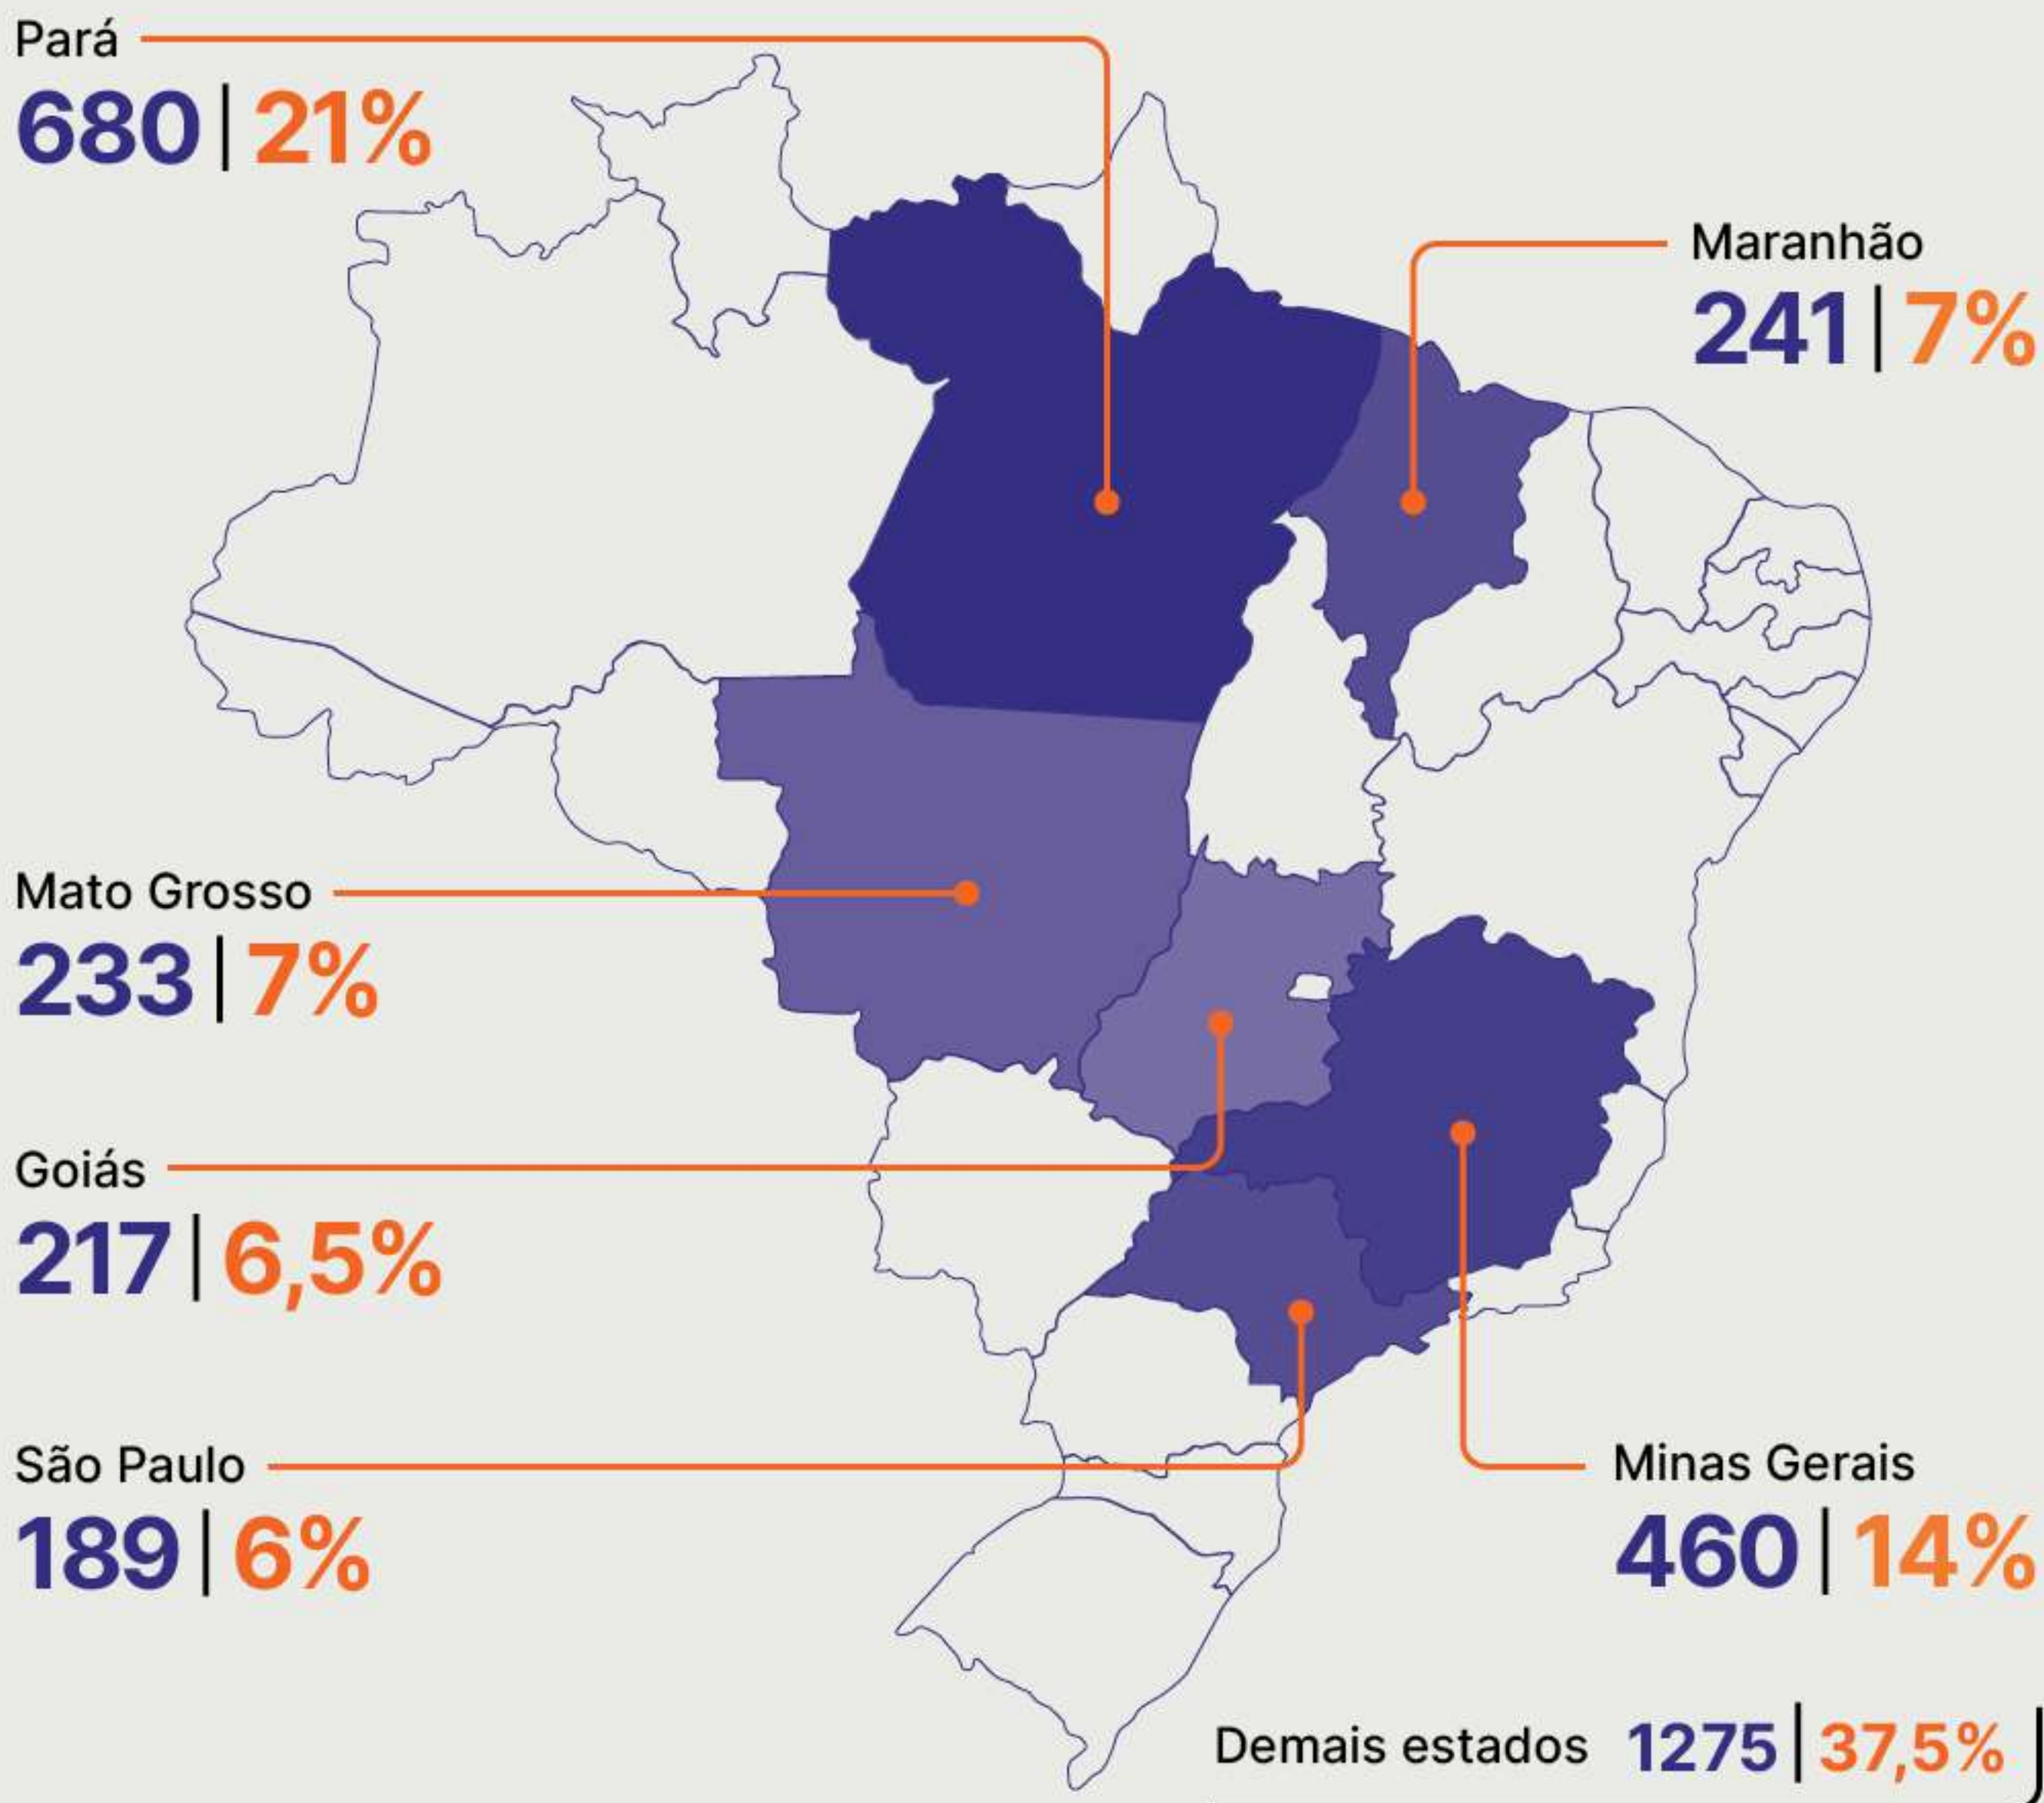 Pará
680 | 21%
Maranhão
241 | 7%
Mato Grosso
233 | 7%
Goiás
217 | 6,5%
São Paulo
189 | 6%
Minas Gerais
460 | 14%
Demais estados 1275 | 37,5%